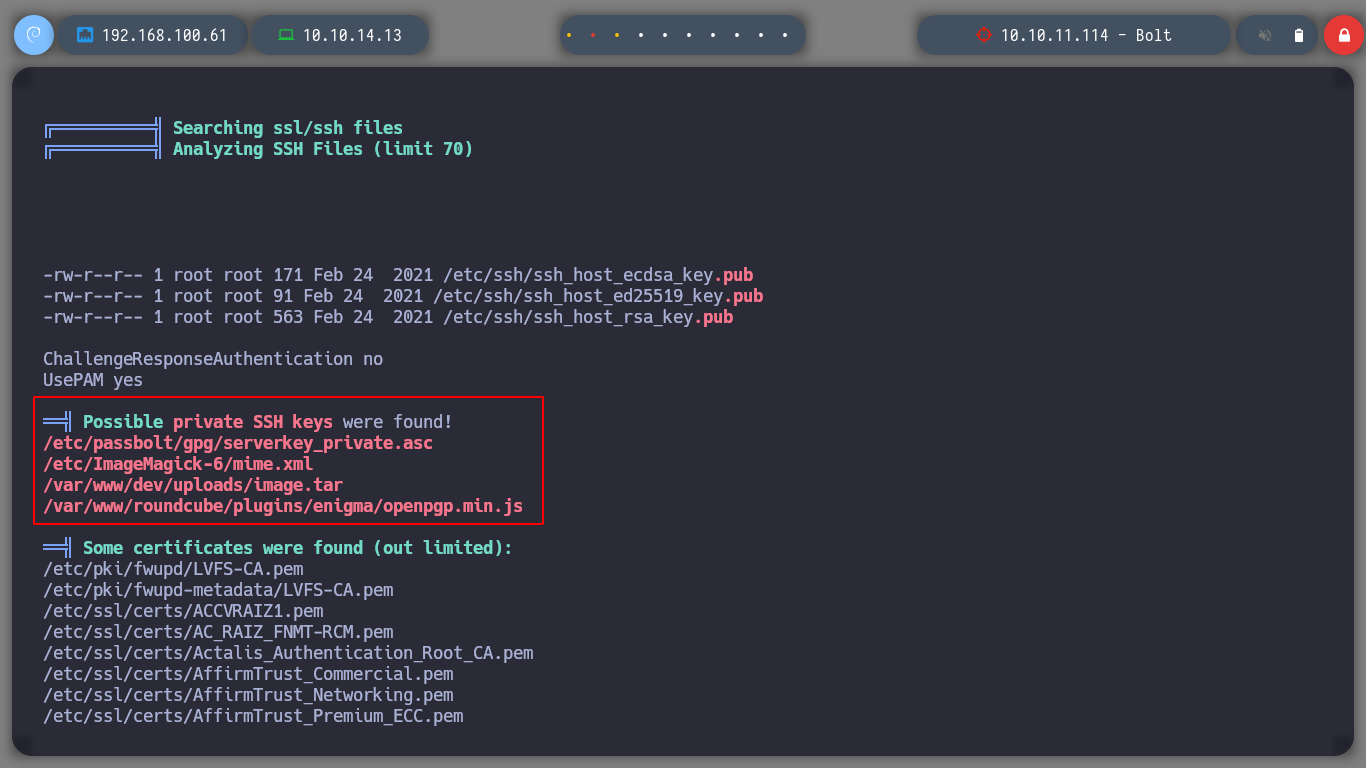 192.168.100.61
10.10.14.13
10.10.11.114 - Bolt
Searching ssl/ssh files
Analyzing SSH Files (limit 70)
-rw-r--r-- 1 root root 171 Feb 24  2021 /etc/ssh/ssh_host_ecdsa_key.pub
-rw-r--r-- 1 root root 91 Feb 24  2021 /etc/ssh/ssh_host_ed25519_key.pub
-rw-r--r-- 1 root root 563 Feb 24  2021 /etc/ssh/ssh_host_rsa_key.pub
ChallengeResponseAuthentication no
UsePAM yes
Possible private SSH keys were found!
/etc/passbolt/gpg/serverkey_private.asc
/etc/ImageMagick-6/mime.xml
/var/www/dev/uploads/image.tar
/var/www/roundcube/plugins/enigma/openpgp.min.js
Some certificates were found (out limited):
/etc/pki/fwupd/LVFS-CA.pem
/etc/pki/fwupd-metadata/LVFS-CA.pem
/etc/ssl/certs/ACCVRAIZ1.pem
/etc/ssl/certs/AC_RAIZ_FNMT-RCM.pem
/etc/ssl/certs/Actalis_Authentication_Root_CA.pem
/etc/ssl/certs/AffirmTrust_Commercial.pem
/etc/ssl/certs/AffirmTrust_Networking.pem
/etc/ssl/certs/AffirmTrust_Premium_ECC.pem